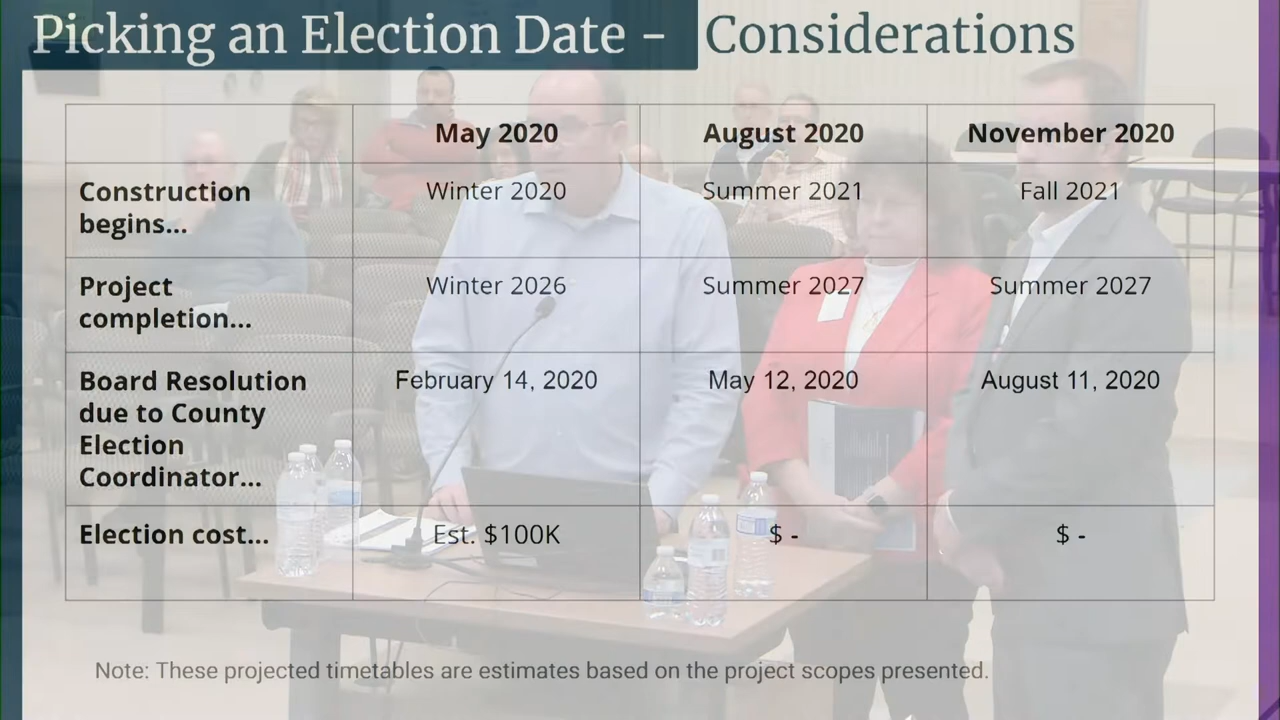 Picking an Election Date - Considerations
May 2020 August 2020 November 2020
Construction begins... Winter 2020 Summer 2021 Fall 2021
Project completion... Winter 2026 Summer 2027 Summer 2027
Board Resolution due to County Election Coordinator... February 14, 2020 May 12, 2020 August 11, 2020
Election cost... Est. $100K $ - $ -
Note: These projected timetables are estimates based on the project scopes presented.